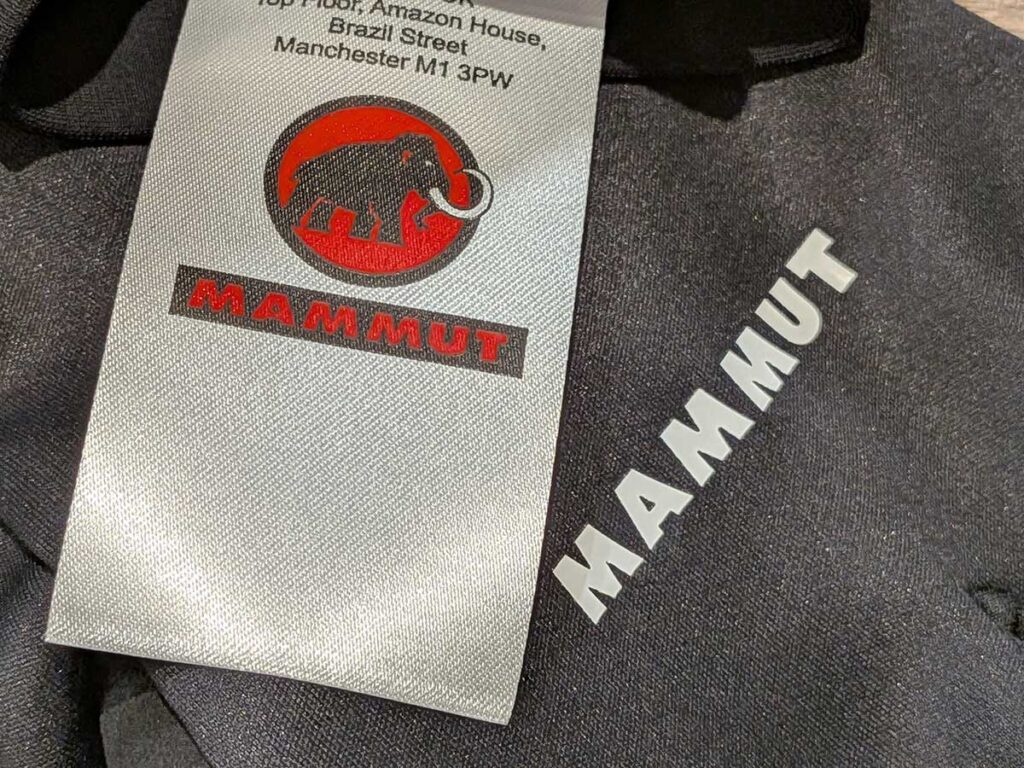 Top Floor, Amazon House,
Brazil Street
Manchester M1 3PW
MAMMUT
MAMMUT